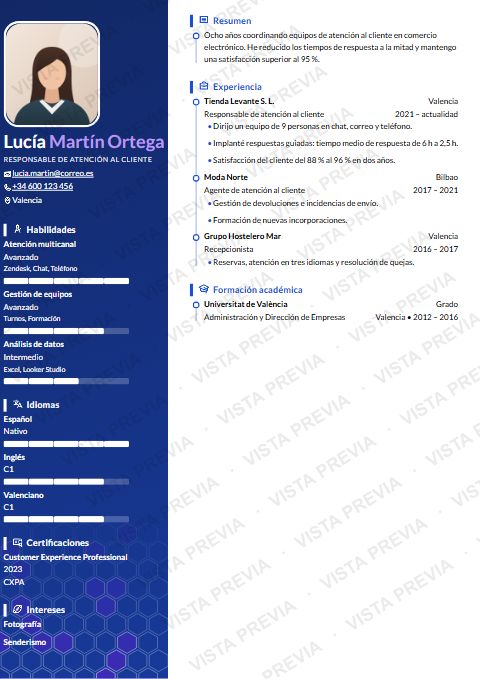 Lucía Martín Ortega
RESPONSABLE DE ATENCIÓN AL CLIENTE
lucia.martin@correo.es
+34 600 123 456
Valencia
Habilidades
Atención multicanal
Avanzado
Zendesk, Chat, Teléfono
Gestión de equipos
Avanzado
Turnos, Formación
Análisis de datos
Intermedio
Excel, Looker Studio
Idiomas
Español
Nativo
Inglés
C1
Valenciano
C1
Certificaciones
Customer Experience Professional
2023
CXPA
Intereses
Fotografía
Senderismo
Resumen
Ocho años coordinando equipos de atención al cliente en comercio
electrónico. He reducido los tiempos de respuesta a la mitad y mantengo
una satisfacción superior al 95 %.
Experiencia
Tienda Levante S. L. Valencia
Responsable de atención al cliente 2021 – actualidad
• Dirijo un equipo de 9 personas en chat, correo y teléfono.
• Implanté respuestas guiadas: tiempo medio de respuesta de 6 h a 2,5 h.
• Satisfacción del cliente del 88 % al 96 % en dos años.
Moda Norte Bilbao
Agente de atención al cliente 2017 – 2021
• Gestión de devoluciones e incidencias de envío.
• Formación de nuevas incorporaciones.
Grupo Hostelero Mar Valencia
Recepcionista 2016 – 2017
• Reservas, atención en tres idiomas y resolución de quejas.
Formación académica
Universitat de València Grado
Administración y Dirección de Empresas Valencia • 2012 – 2016
VISTA PREVIA